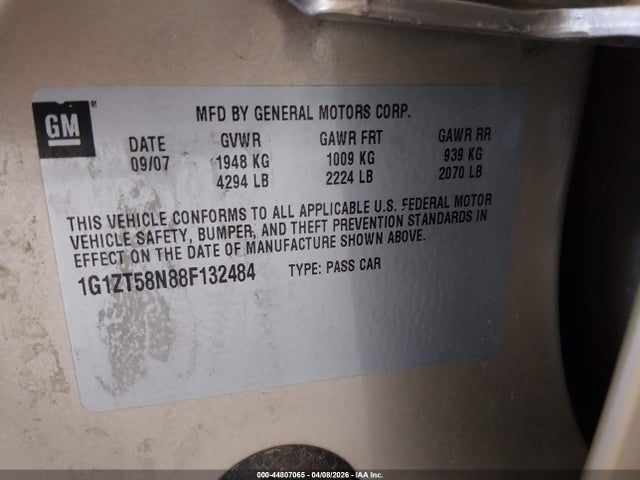 GM
MFD BY GENERAL MOTORS CORP.
DATE GVWR GAWR FRT GAWR RR
09/07 1948 KG 1009 KG 939 KG
4294 LB 2224 LB 2070 LB
THIS VEHICLE CONFORMS TO ALL APPLICABLE U.S. FEDERAL MOTOR
VEHICLE SAFETY, BUMPER, AND THEFT PREVENTION STANDARDS IN
EFFECT ON THE DATE OF MANUFACTURE SHOWN ABOVE.
1G1ZT58N88F132484 TYPE: PASS CAR
000-44807065 - 04/08/2026 - IAA Inc.